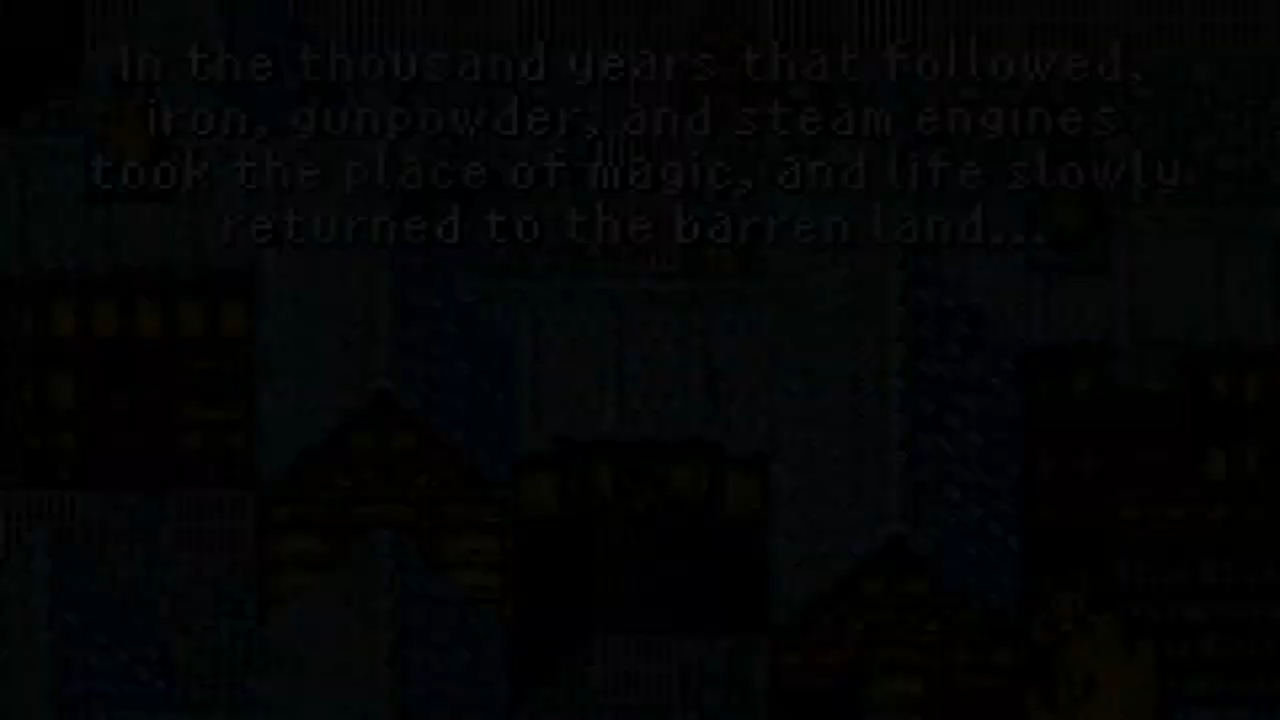 In the thousand years that followed,
iron, gunpowder, and steam engines
took the place of magic, and life slowly
returned to the barren land...